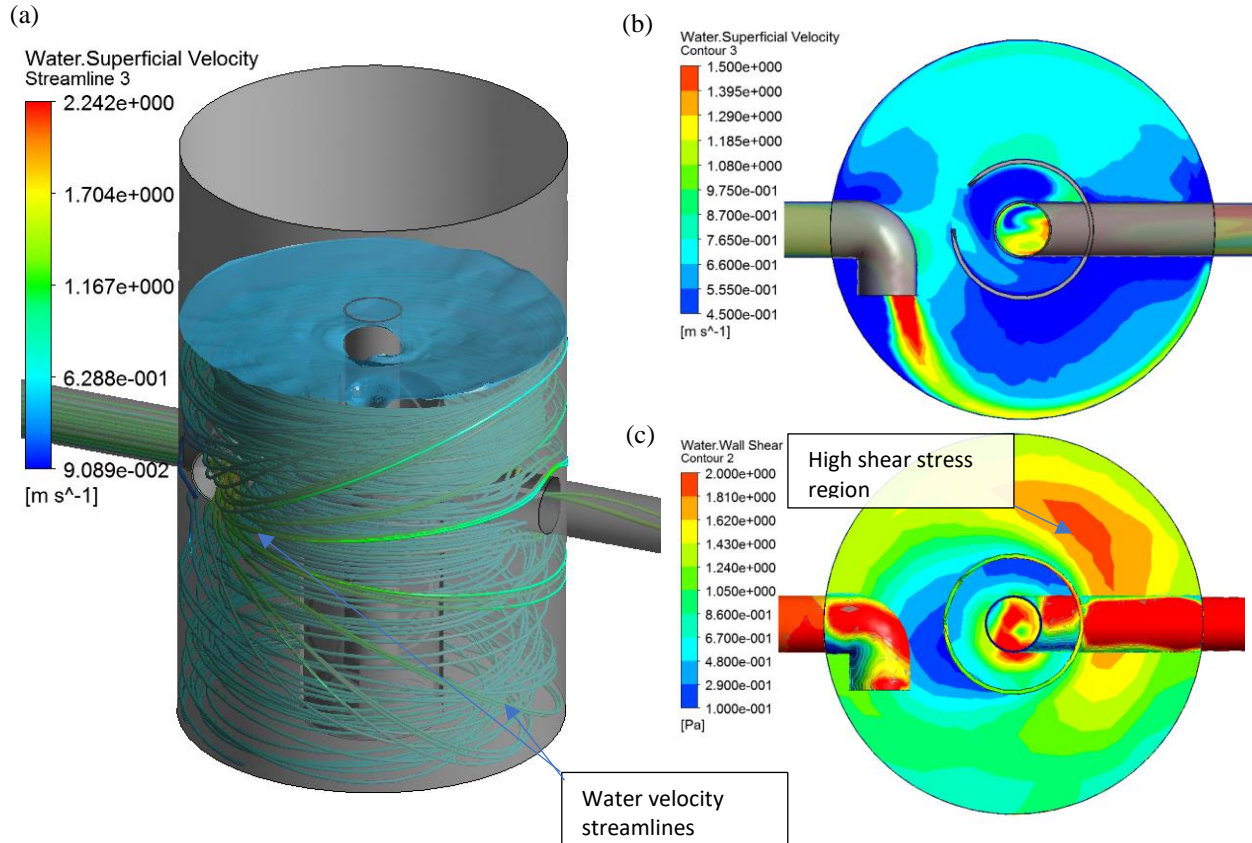 (a)
Water.Superficial Velocity
Streamline 3
2.242e+000
1.704e+000
1.167e+000
6.288e-001
9.089e-002
[m s^-1]
Water velocity
streamlines
(b)
Water.Superficial Velocity
Contour 3
1.500e+000
1.395e+000
1.290e+000
1.185e+000
1.080e+000
9.750e-001
8.700e-001
7.650e-001
6.600e-001
5.550e-001
4.500e-001
[m s^-1]
(c)
Water.Wall Shear
Contour 2
2.000e+000
1.810e+000
1.620e+000
1.430e+000
1.240e+000
1.050e+000
8.600e-001
6.700e-001
4.800e-001
2.900e-001
1.000e-001
[Pa]
High shear stress
region